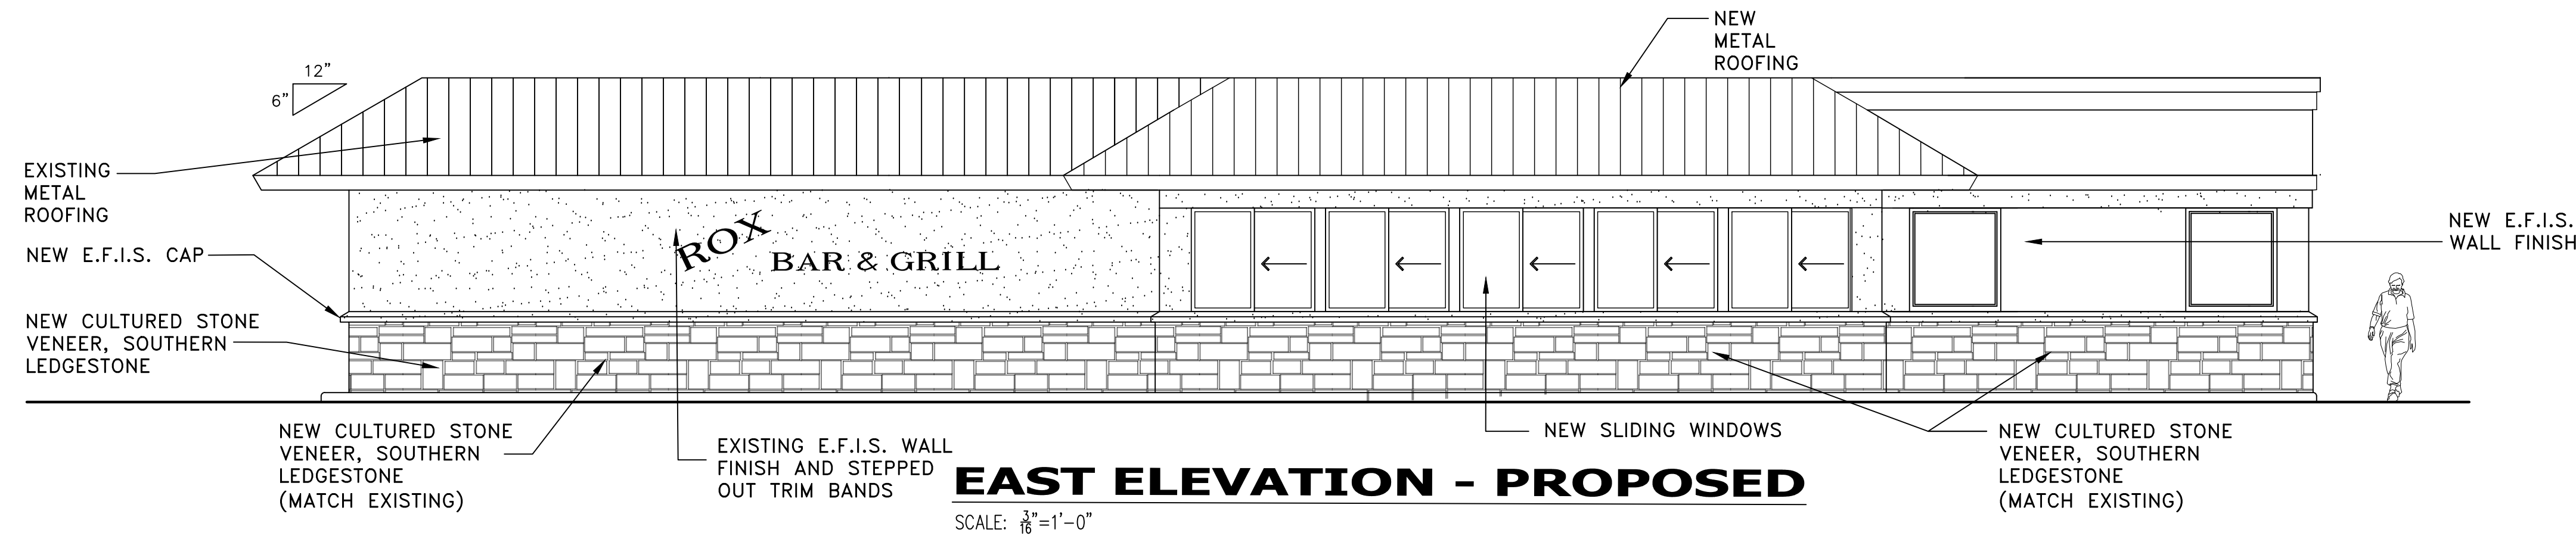 NEW
METAL
ROOFING
12"
6"
EXISTING
METAL
ROOFING
NEW E.F.I.S. CAP
NEW CULTURED STONE
VENEER, SOUTHERN
LEDGESTONE
ROX
BAR & GRILL
NEW E.F.I.S.
WALL FINISH
NEW CULTURED STONE
VENEER, SOUTHERN
LEDGESTONE
(MATCH EXISTING)
EXISTING E.F.I.S. WALL
FINISH AND STEPPED
OUT TRIM BANDS
NEW SLIDING WINDOWS
NEW CULTURED STONE
VENEER, SOUTHERN
LEDGESTONE
(MATCH EXISTING)
EAST ELEVATION - PROPOSED
SCALE: 3/16"=1'-0"